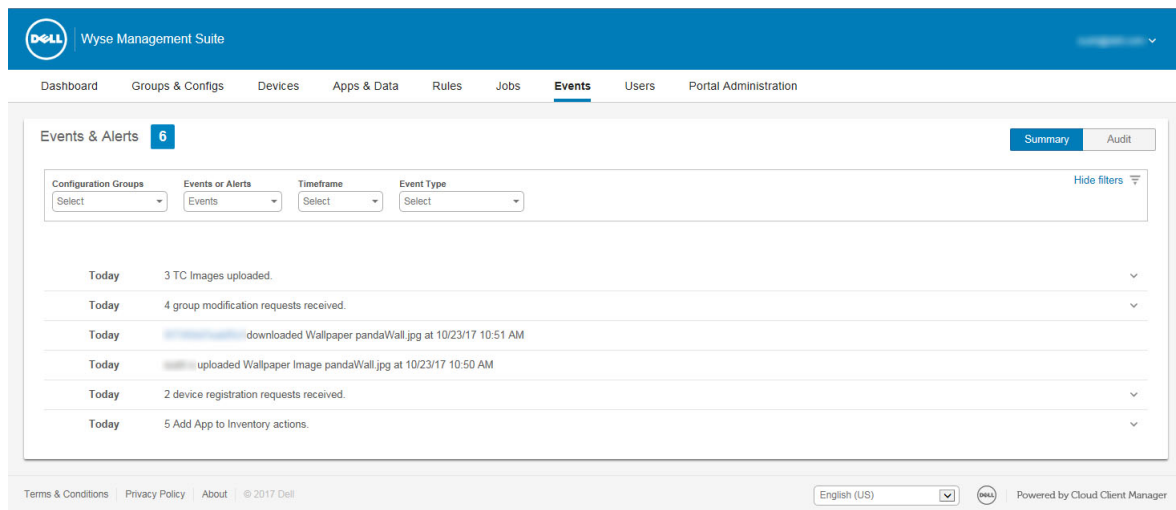 DELL Wyse Management Suite
Dashboard Groups & Configs Devices Apps & Data Rules Jobs Events Users Portal Administration
Events & Alerts 6 Summary Audit
Configuration Groups Events or Alerts Timeframe Event Type Hide filters
Select Events Select Select
Today 3 TC Images uploaded.
Today 4 group modification requests received.
Today downloaded Wallpaper pandaWall.jpg at 10/23/17 10:51 AM
Today uploaded Wallpaper Image pandaWall.jpg at 10/23/17 10:50 AM
Today 2 device registration requests received.
Today 5 Add App to Inventory actions.
Terms & Conditions Privacy Policy About © 2017 Dell English (US) DELL Powered by Cloud Client Manager